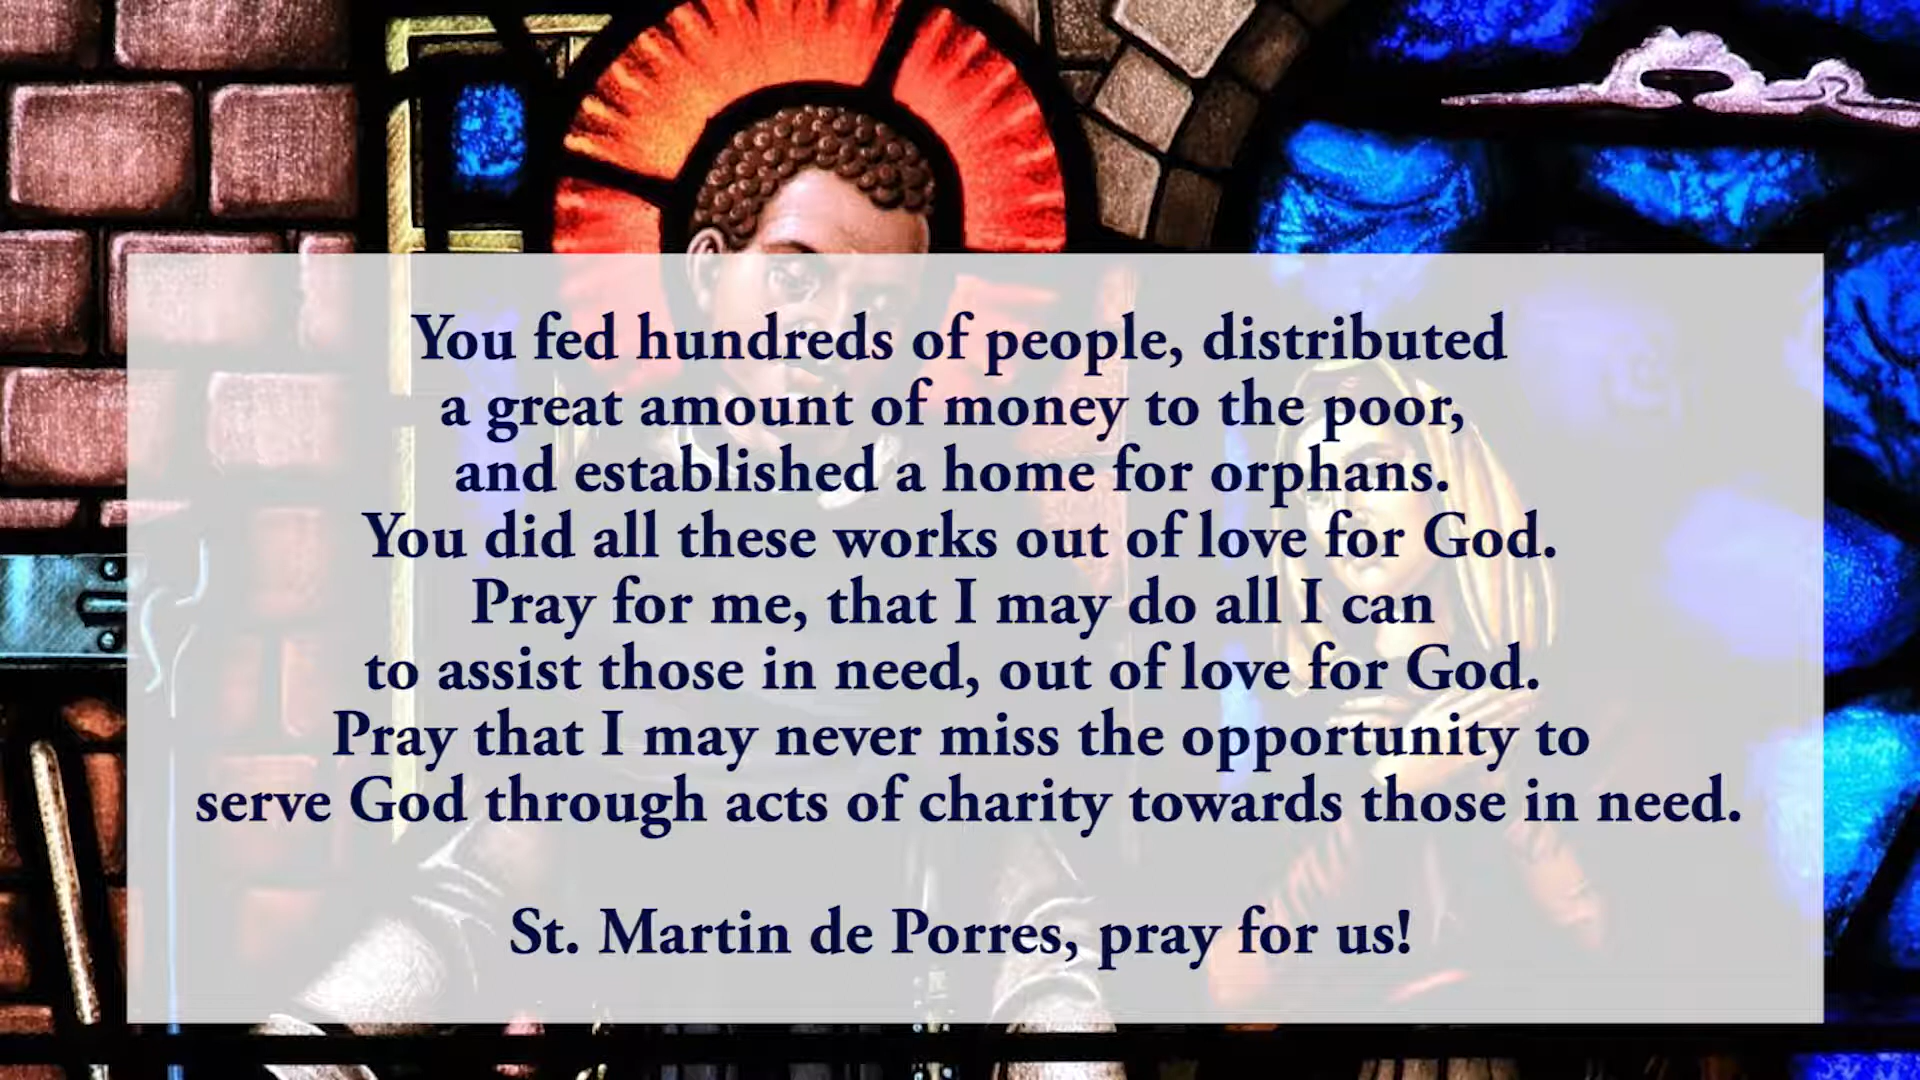 You fed hundreds of people, distributed
a great amount of money to the poor,
and established a home for orphans.
You did all these works out of love for God.
Pray for me, that I may do all I can
to assist those in need, out of love for God.
Pray that I may never miss the opportunity to
serve God through acts of charity towards those in need.
St. Martin de Porres, pray for us!